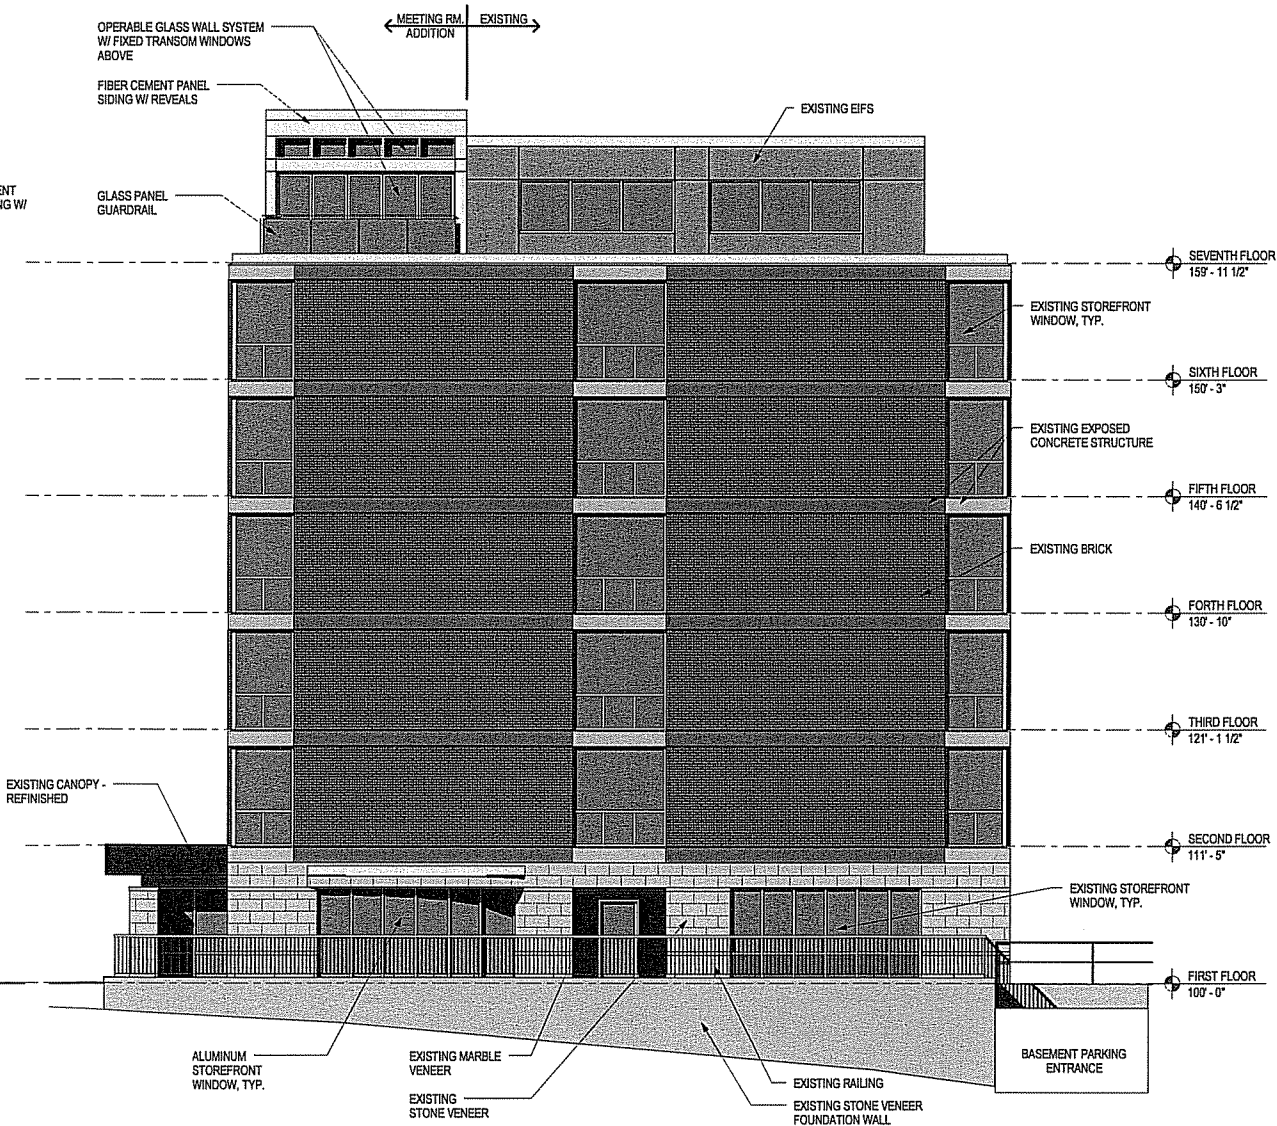 MEETING RM.
ADDITION
EXISTING
OPERABLE GLASS WALL SYSTEM
W/ FIXED TRANSOM WINDOWS
ABOVE
FIBER CEMENT PANEL
SIDING W/ REVEALS
EXISTING EIFS
ENT
NG W/
GLASS PANEL
GUARDRAIL
SEVENTH FLOOR
159' - 11 1/2"
EXISTING STOREFRONT
WINDOW, TYP.
SIXTH FLOOR
150' - 3"
EXISTING EXPOSED
CONCRETE STRUCTURE
FIFTH FLOOR
140' - 6 1/2"
EXISTING BRICK
FORTH FLOOR
130' - 10"
THIRD FLOOR
121' - 1 1/2"
EXISTING CANOPY -
REFINISHED
SECOND FLOOR
111' - 5"
EXISTING STOREFRONT
WINDOW, TYP.
FIRST FLOOR
100' - 0"
ALUMINUM
STOREFRONT
WINDOW, TYP.
EXISTING MARBLE
VENEER
EXISTING
STONE VENEER
EXISTING RAILING
EXISTING STONE VENEER
FOUNDATION WALL
BASEMENT PARKING
ENTRANCE